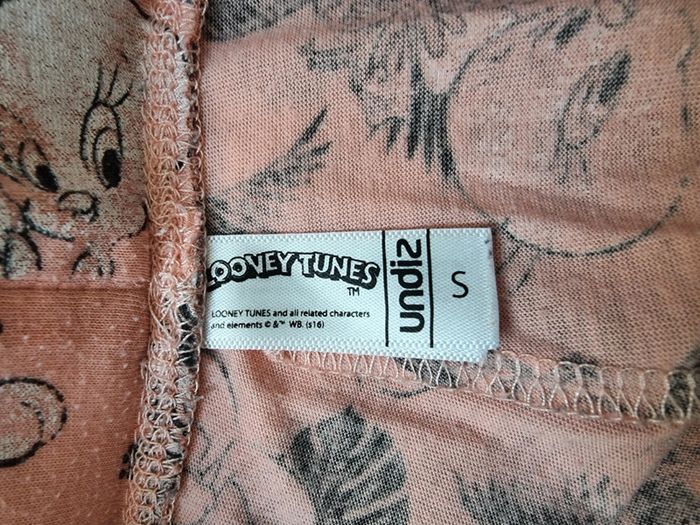 LOONEY TUNES
TM
LOONEY TUNES and all related characters
and elements © &™ WB. (s16)
undiz
S